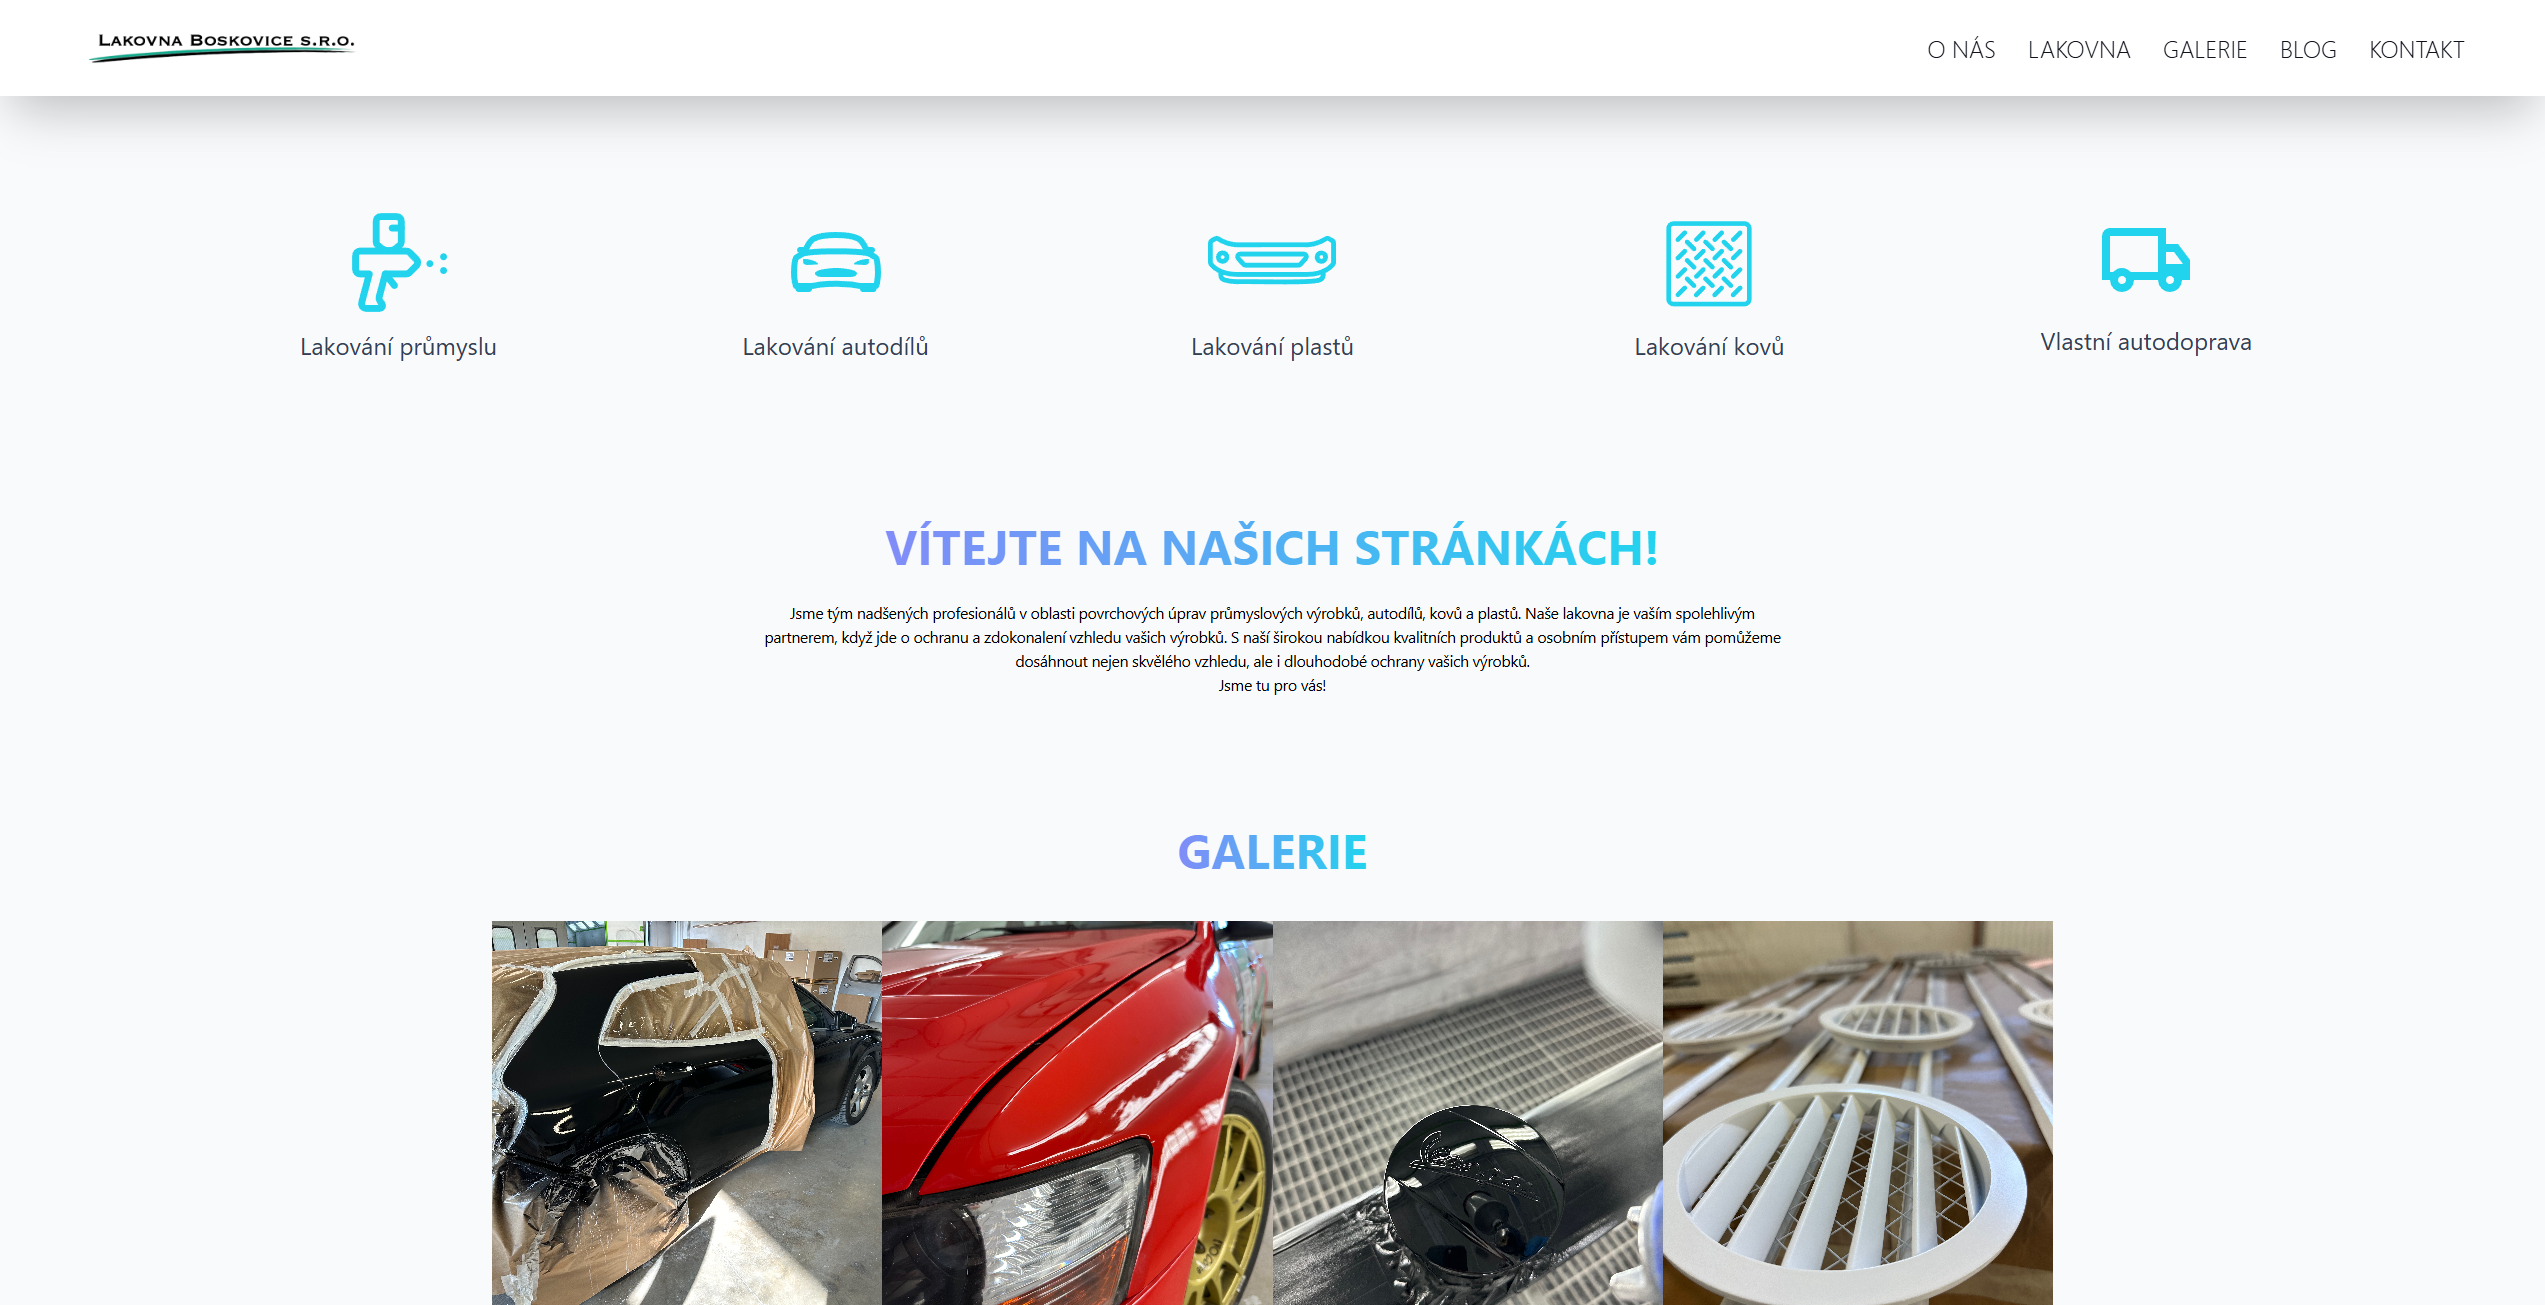 LAKOVNA BOSKOVICE S.R.O.
O NÁS LAKOVNA GALERIE BLOG KONTAKT
Lakování průmyslu
Lakování autodílů
Lakování plastů
Lakování kovů
Vlastní autodoprava
VÍTEJTE NA NAŠICH STRÁNKÁCH!
Jsme tým nadšených profesionálů v oblasti povrchových úprav průmyslových výrobků, autodílů, kovů a plastů. Naše lakovna je vaším spolehlivým
partnerem, když jde o ochranu a zdokonalení vzhledu vašich výrobků. S naší širokou nabídkou kvalitních produktů a osobním přístupem vám pomůžeme
dosáhnout nejen skvělého vzhledu, ale i dlouhodobé ochrany vašich výrobků.
Jsme tu pro vás!
GALERIE